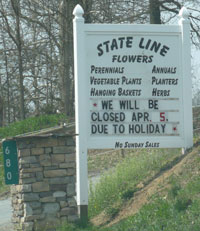 STATE LINE
FLOWERS
PERENNIALS ANNUALS
VEGETABLE PLANTS PLANTERS
HANGING BASKETS HERBS
WE WILL BE
CLOSED APR. 5.
DUE TO HOLIDAY
NO SUNDAY SALES
680